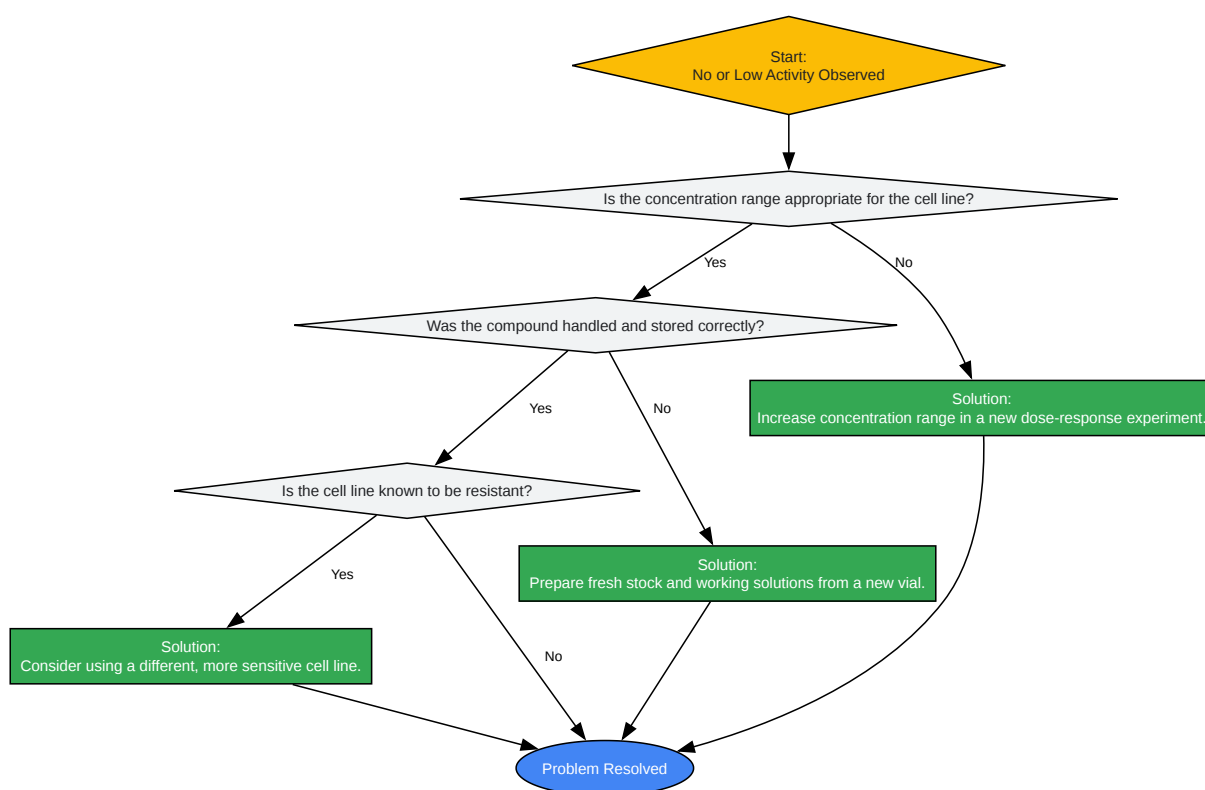 Start:
No or Low Activity Observed
Is the concentration range appropriate for the cell line?
Yes
No
Was the compound handled and stored correctly?
Yes
No
Solution:
Increase concentration range in a new dose-response experiment.
Is the cell line known to be resistant?
Yes
No
Solution:
Prepare fresh stock and working solutions from a new vial.
Solution:
Consider using a different, more sensitive cell line.
Problem Resolved